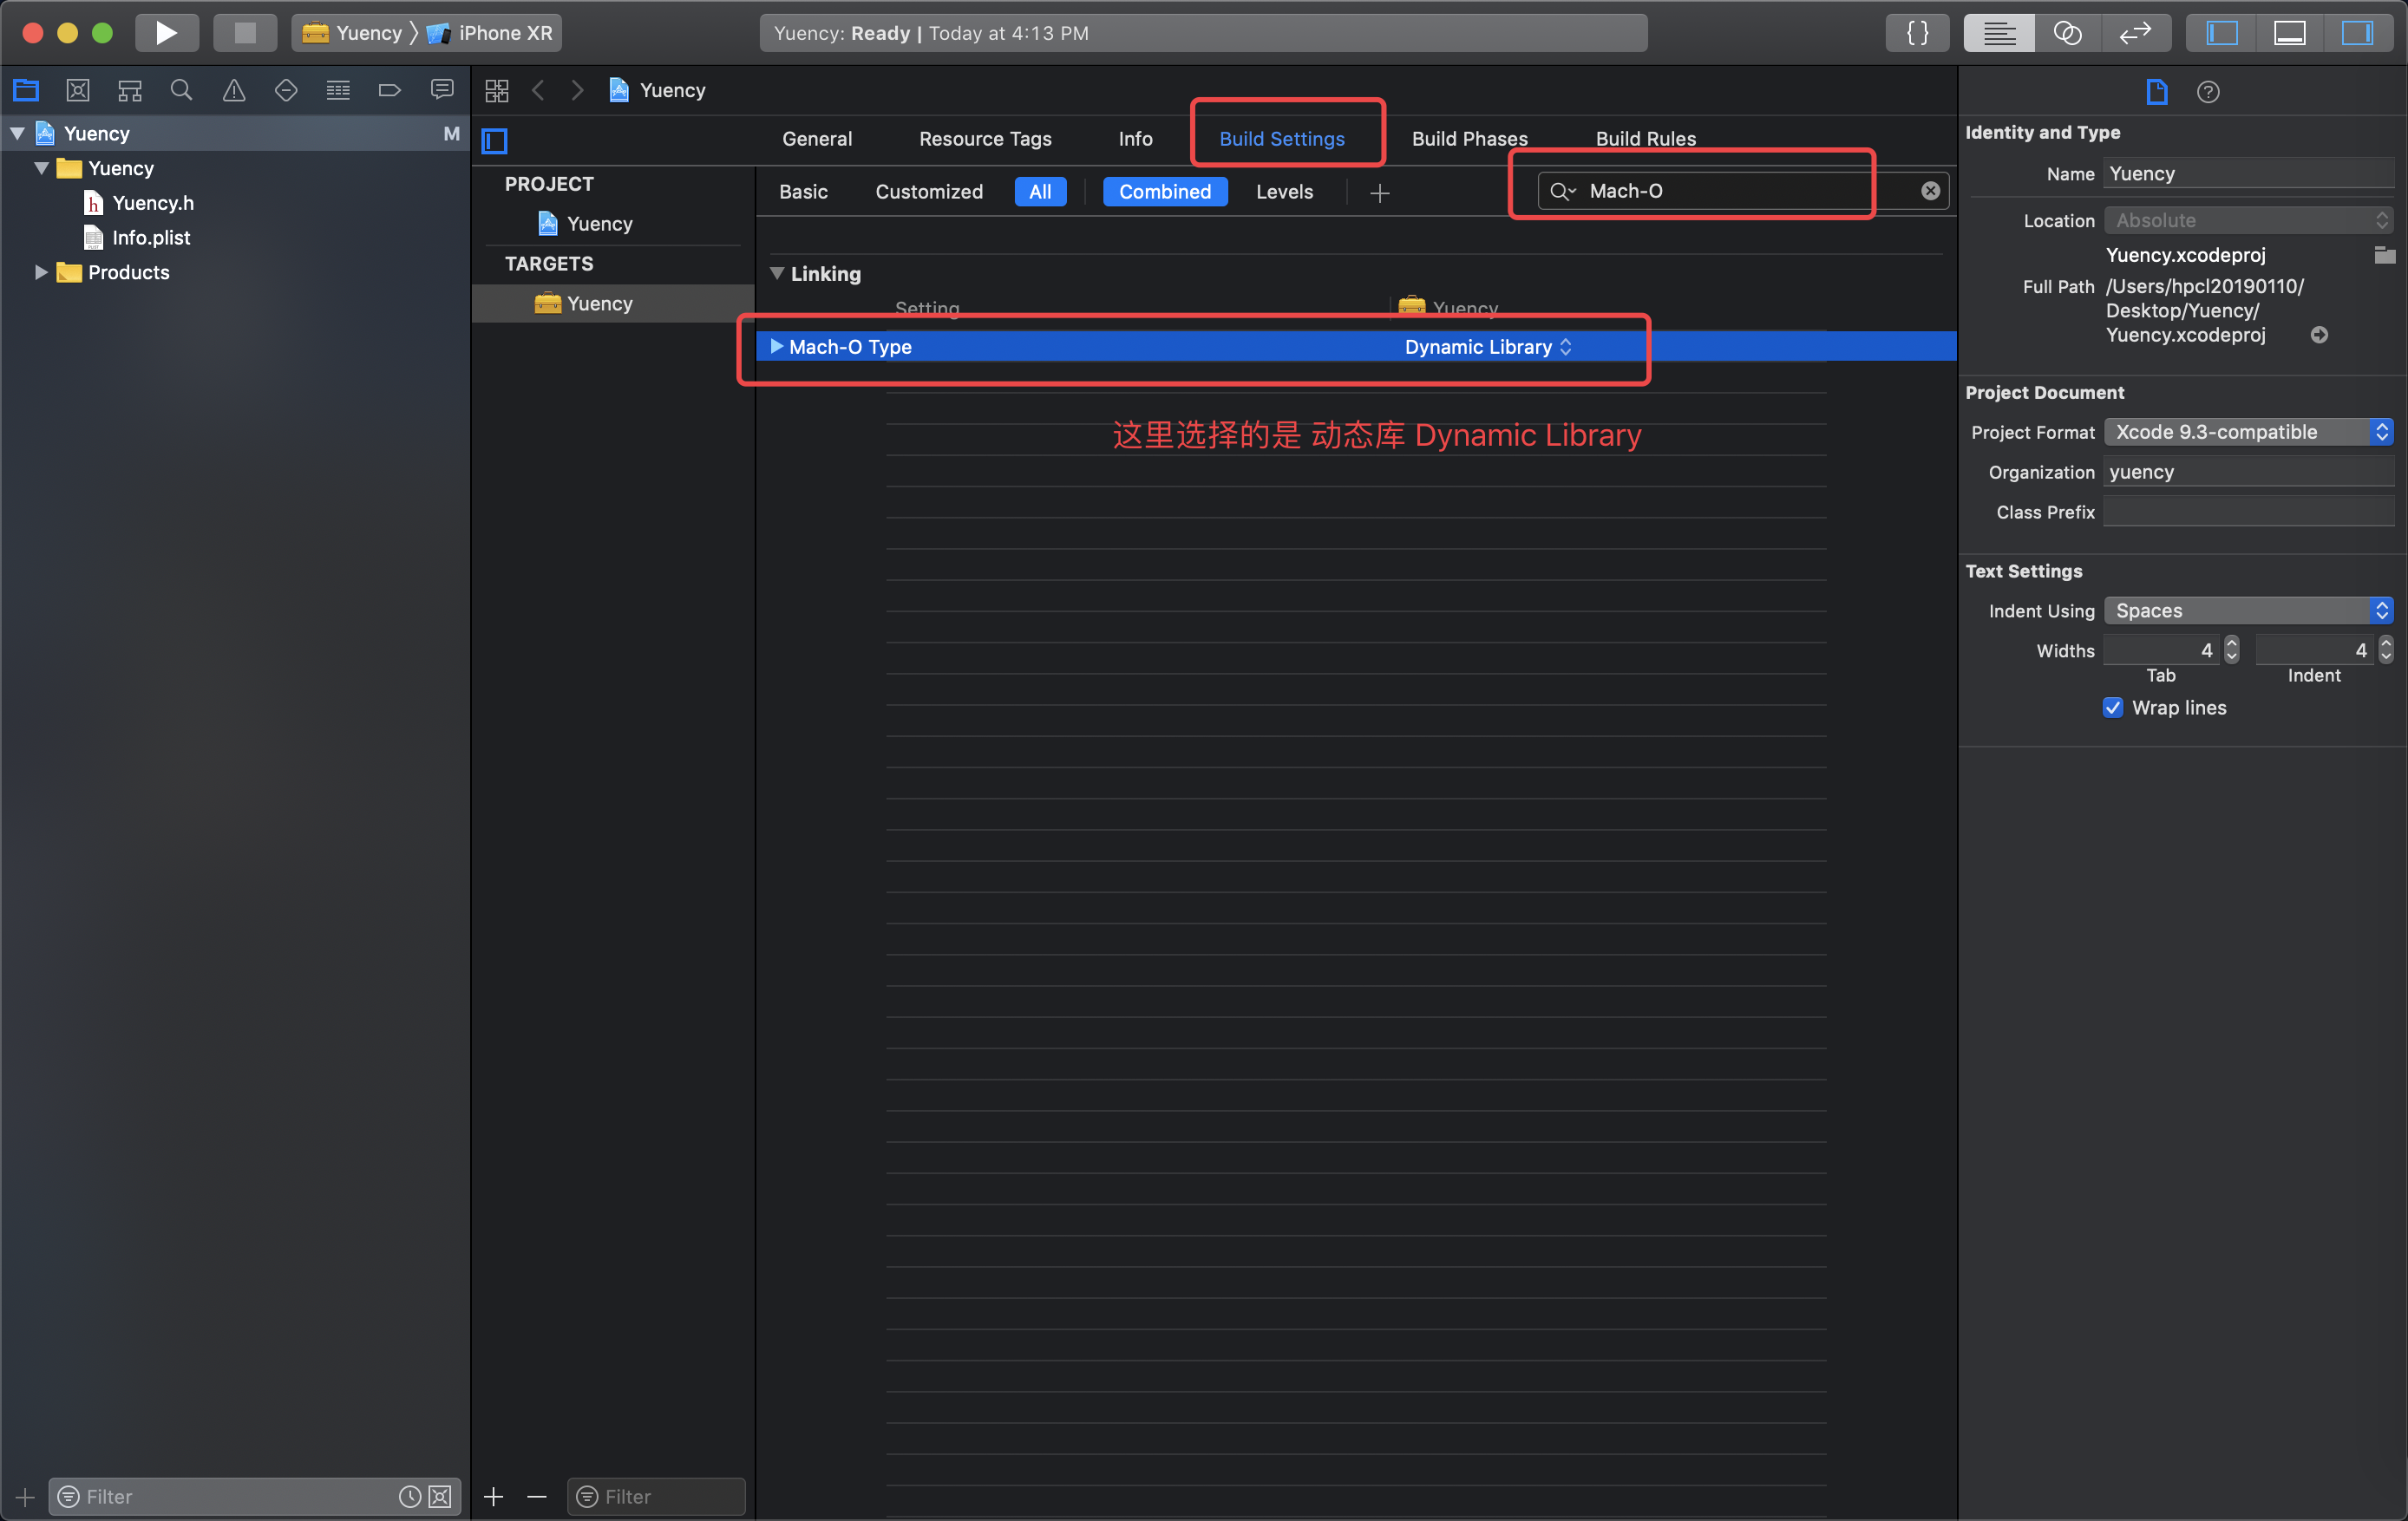 Yuency 〉 iPhone XR
Yuency: Ready | Today at 4:13 PM
{ }
Yuency
M
Yuency
Yuency.h
Info.plist
Products
Filter
Yuency
General
Resource Tags
Info
Build Settings
Build Phases
Build Rules
PROJECT
Yuency
TARGETS
Yuency
Filter
Basic
Customized
All
Combined
Levels
Mach-O
Linking
Setting
Yuency
Mach-O Type
Dynamic Library
这里选择的是 动态库 Dynamic Library
Identity and Type
Name Yuency
Location Absolute
Yuency.xcodeproj
Full Path /Users/hpcl20190110/
Desktop/Yuency/
Yuency.xcodeproj
Project Document
Project Format Xcode 9.3-compatible
Organization yuency
Class Prefix
Text Settings
Indent Using Spaces
Widths 4 4
Tab Indent
Wrap lines